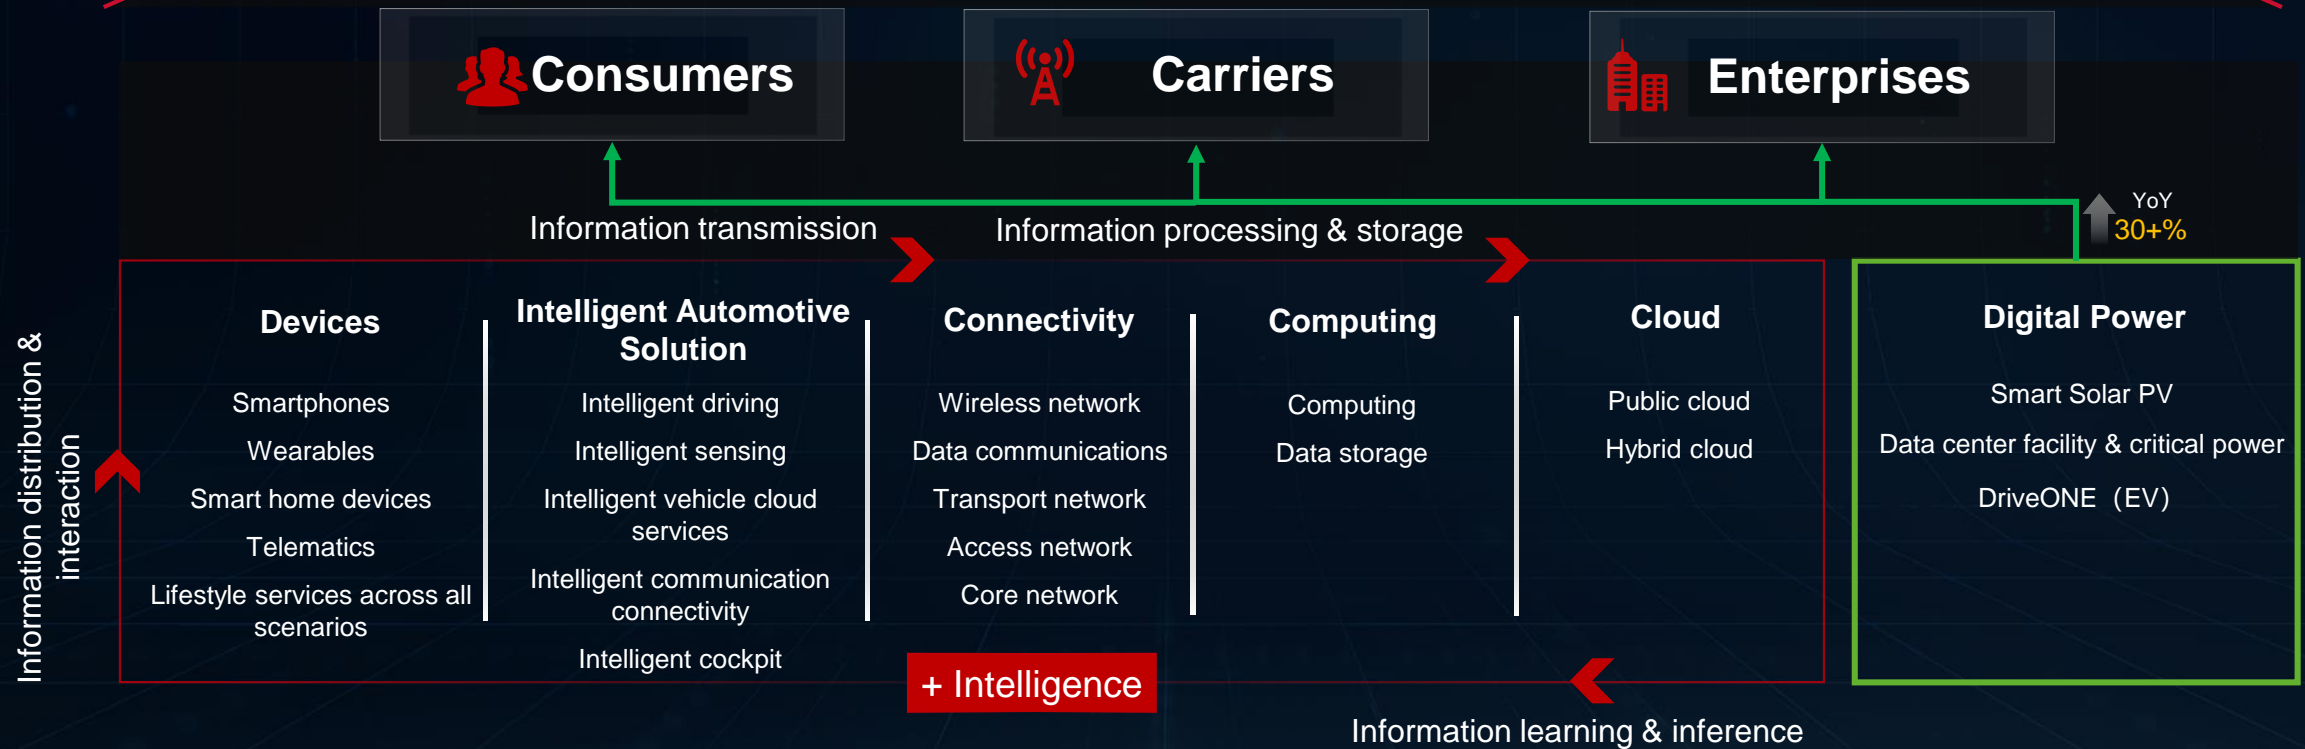 Consumers
Carriers
Enterprises
YoY
30+%
Information transmission
Information processing & storage
Information distribution &
interaction
Devices
Smartphones
Wearables
Smart home devices
Telematics
Lifestyle services across all
scenarios
Intelligent Automotive
Solution
Intelligent driving
Intelligent sensing
Intelligent vehicle cloud
services
Intelligent communication
connectivity
Intelligent cockpit
Connectivity
Wireless network
Data communications
Transport network
Access network
Core network
Computing
Computing
Data storage
Cloud
Public cloud
Hybrid cloud
Digital Power
Smart Solar PV
Data center facility & critical power
DriveONE（EV）
+ Intelligence
Information learning & inference